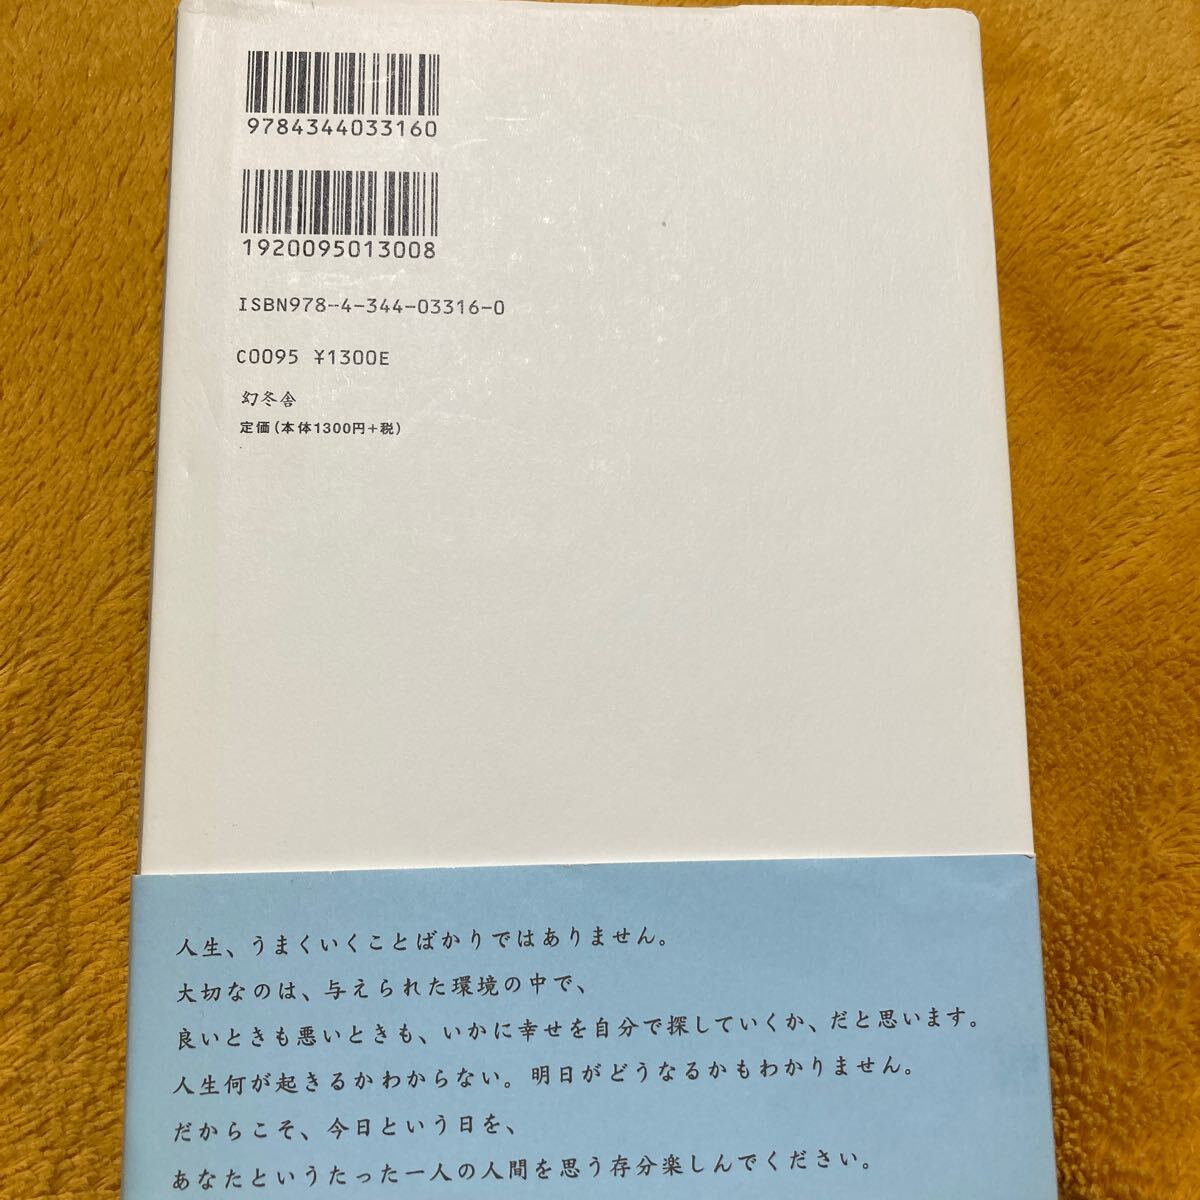 9784344033160
1920095013008
ISBN978-4-344-03316-0
C0095 ¥1300E
幻冬舎
定価(本体1300円+税)
人生、うまくいくことばかりではありません。
大切なのは、与えられた環境の中で、
良いときも悪いときも、いかに幸せを自分で探していくか、だと思います。
人生何が起きるかわからない。明日がどうなるかもわかりません。
だからこそ、今日という日を、
あなたというたった一人の人間を思う存分楽しんでください。